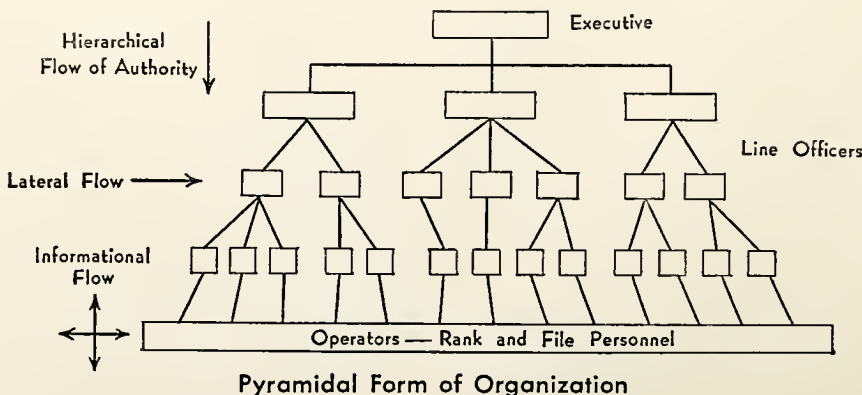 Executive
Hierarchical
Flow of Authority
Line Officers
Lateral Flow
Informational
Flow
Operators — Rank and File Personnel
Pyramidal Form of Organization